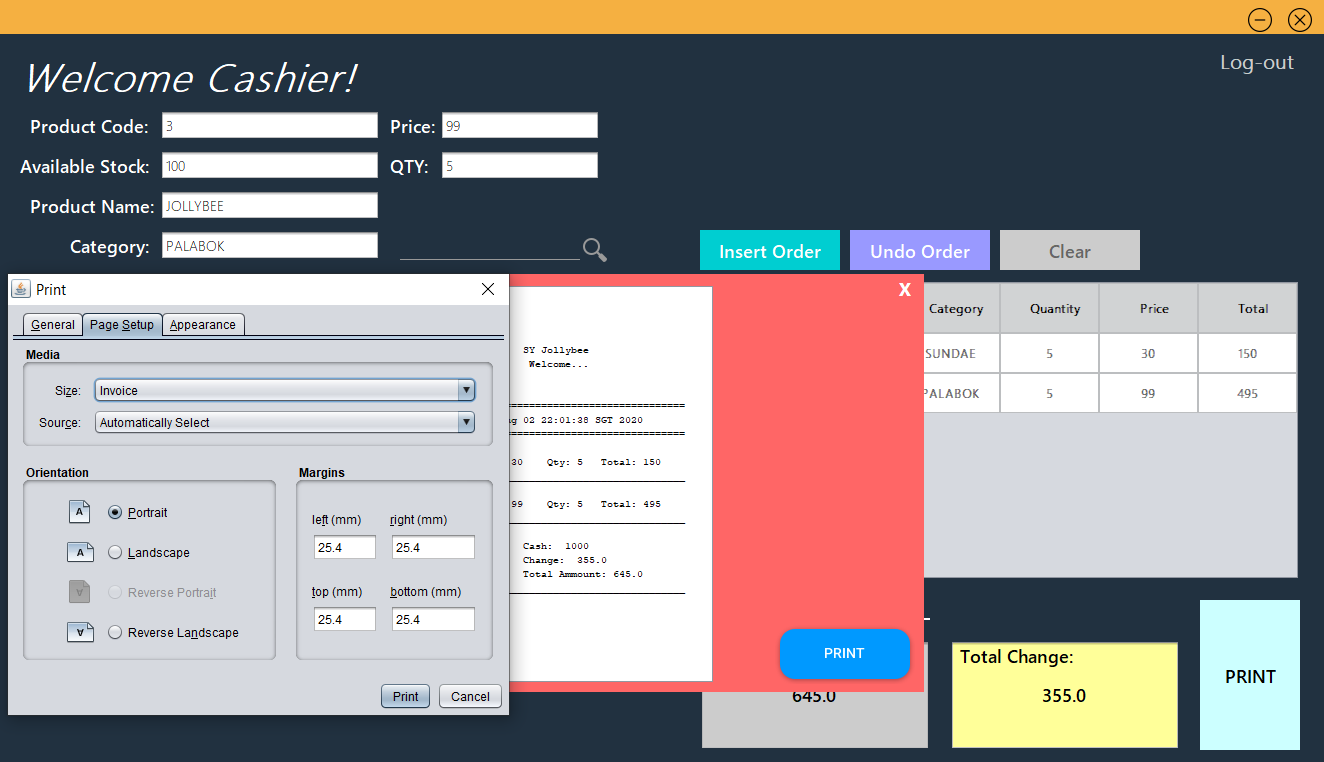 Log-out
Welcome Cashier!
Product Code: 3 Price: 99
Available Stock: 100 QTY: 5
Product Name: JOLLYBEE
Category: PALABOK
Insert Order Undo Order Clear
Print
General Page Setup Appearance
Media
Size: Invoice
Source: Automatically Select
Orientation
A Portrait
A Landscape
A Reverse Portrait
A Reverse Landscape
Margins
left (mm) right (mm)
25.4 25.4
top (mm) bottom (mm)
25.4 25.4
Print Cancel
X
SY Jollybee
Welcome...
==============================
02 22:01:38 SGT 2020
==============================
30 Qty: 5 Total: 150
99 Qty: 5 Total: 495
Cash: 1000
Change: 355.0
Total Ammount: 645.0
PRINT
Category Quantity Price Total
SUNDAE 5 30 150
PALABOK 5 99 495
645.0
Total Change:
355.0
PRINT